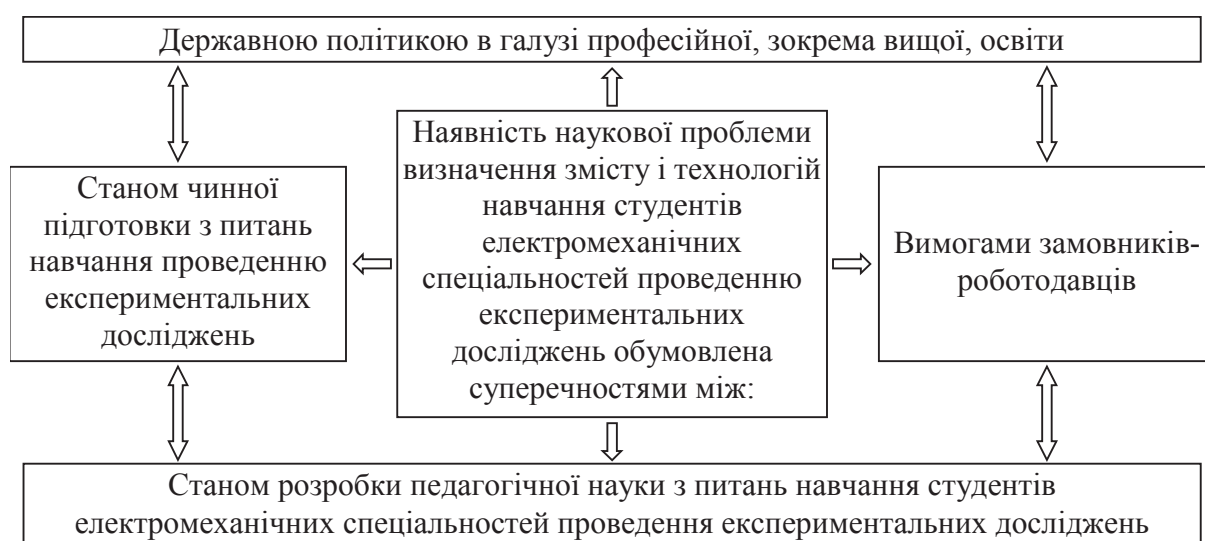 Державною політикою в галузі професійної, зокрема вищої, освіти
Станом чинної
підготовки з питань
навчання проведенню
експериментальних
досліджень
Наявність наукової проблеми
визначення змісту і технологій
навчання студентів
електромеханічних
спеціальностей проведенню
експериментальних
досліджень обумовлена
суперечностями між:
Вимогами замовників-
роботодавців
Станом розробки педагогічної науки з питань навчання студентів
електромеханічних спеціальностей проведення експериментальних досліджень